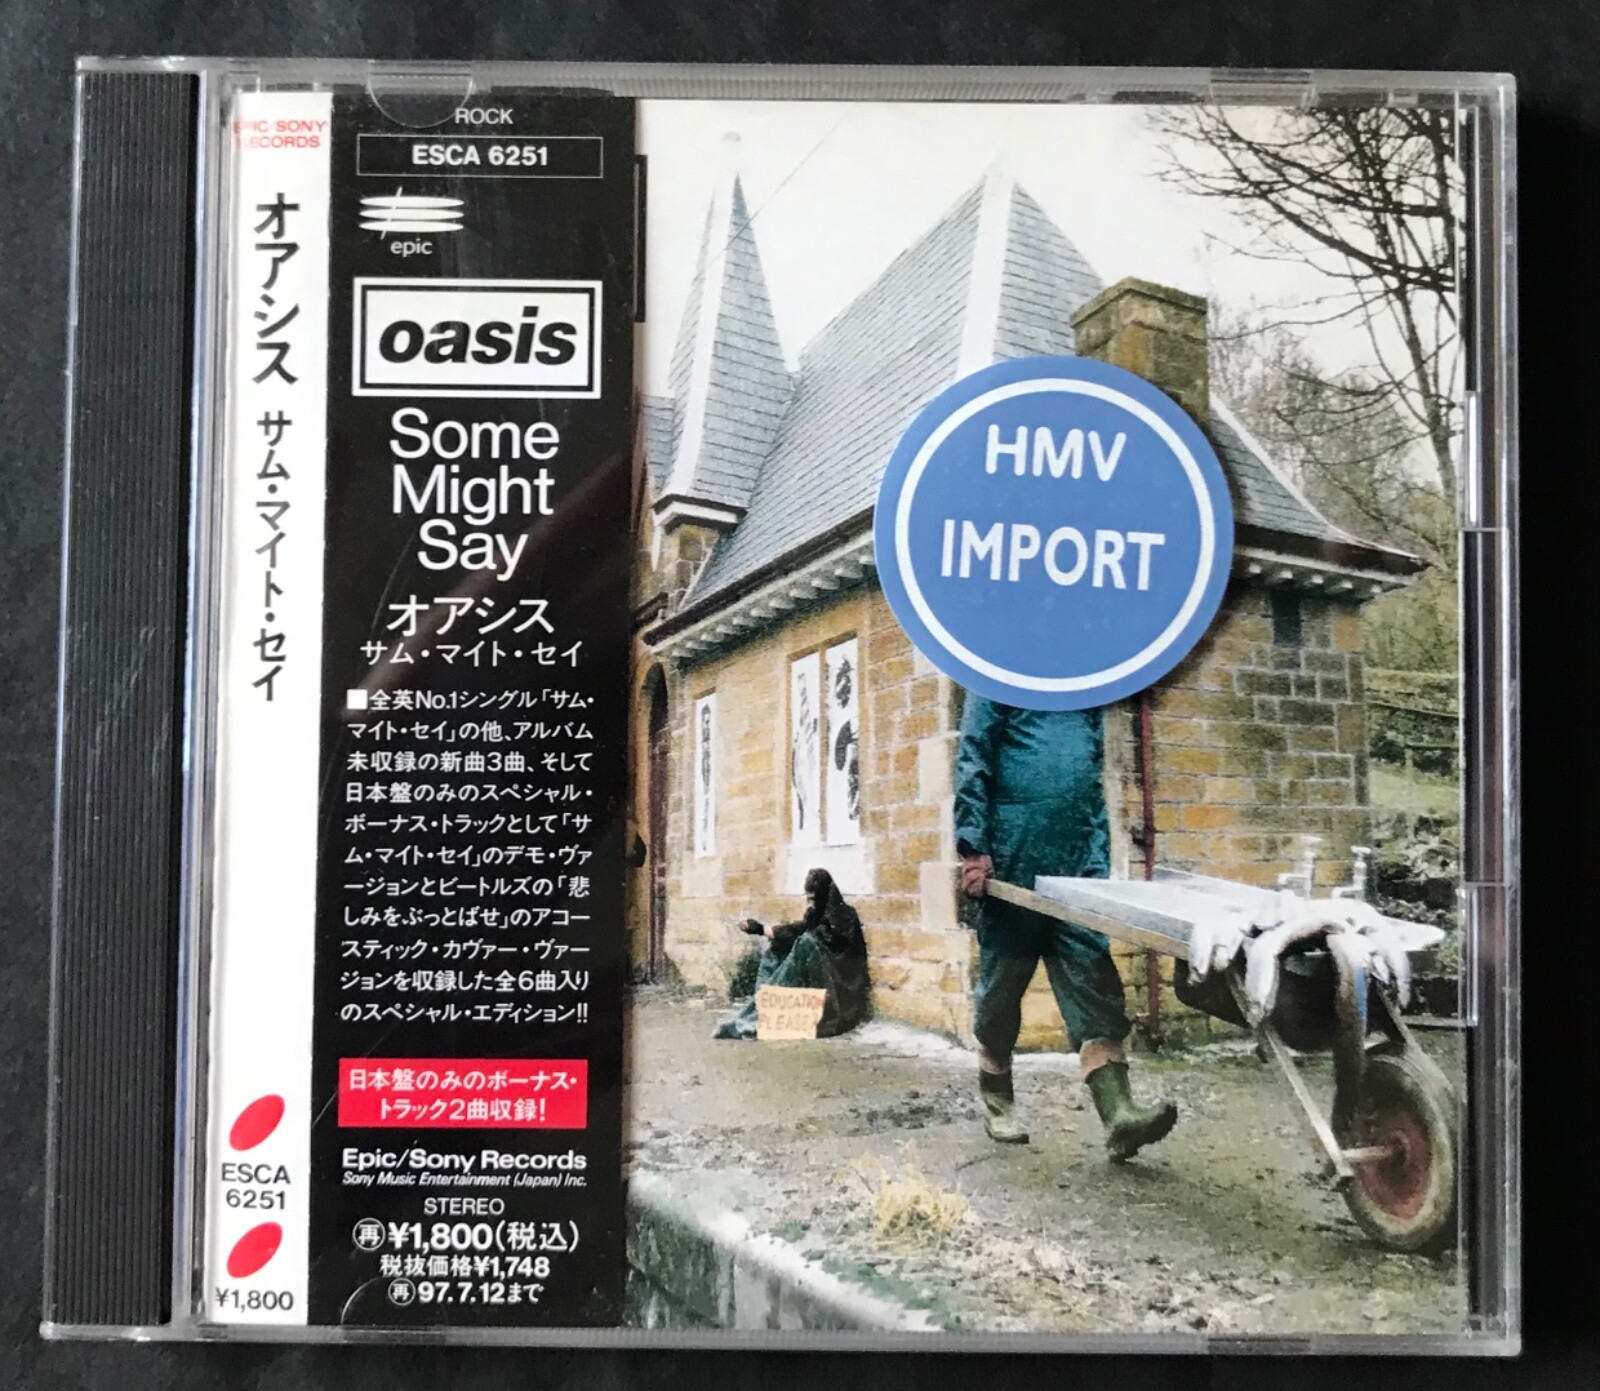 EPIC/SONY
RECORDS
オアシス サム・マイト・セイ
ESCA
6251
¥1,800
ROCK
ESCA 6251
epic
oasis
Some
Might
Say
オアシス
サム・マイト・セイ
■全英No.1シングル「サム・
マイト・セイ」の他、アルバム
未収録の新曲3曲、そして
日本盤のみのスペシャル・
ボーナス・トラックとして「サ
ム・マイト・セイ」のデモ・ヴァ
ージョンとビートルズの「悲
しみをぶっとばせ」のアコー
スティック・カヴァー・ヴァー
ジョンを収録した全6曲入り
のスペシャル・エディション!!
日本盤のみのボーナス・
トラック2曲収録!
Epic/Sony Records
Sony Music Entertainment (Japan) Inc.
STEREO
再¥1,800(税込)
税抜価格¥1,748
再97.7.12まで
HMV
IMPORT
EDUCATION
PLEASE